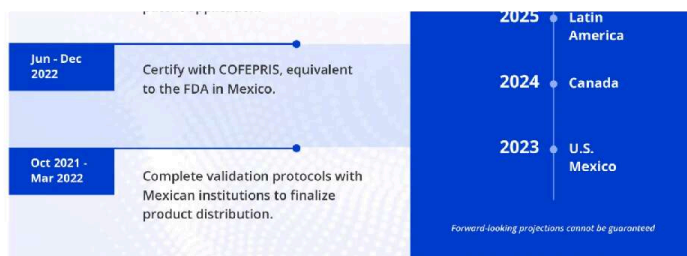 2025 Latin
America
Jun - Dec
2022
Certify with COFEPRIS, equivalent
to the FDA in Mexico.
2024 Canada
Oct 2021 -
Mar 2022
Complete validation protocols with
Mexican institutions to finalize
product distribution.
2023 U.S.
Mexico
Forward-looking projections cannot be guaranteed